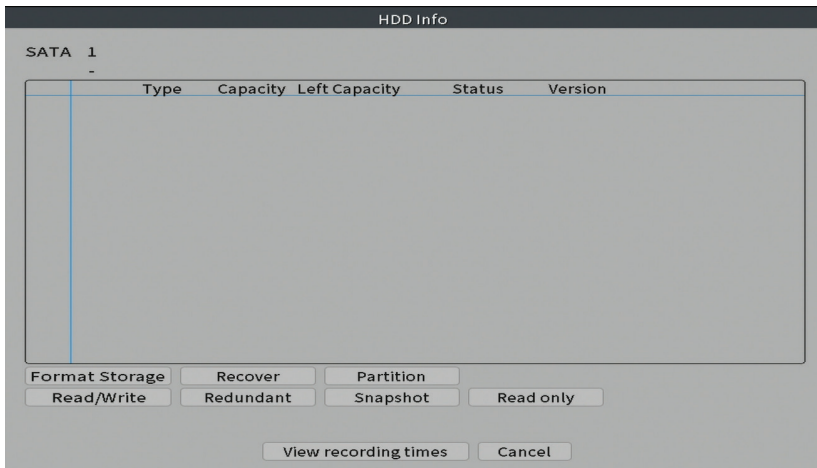 HDD Info
SATA 1
-
Type Capacity Left Capacity Status Version
Format Storage Recover Partition
Read/Write Redundant Snapshot Read only
View recording times Cancel